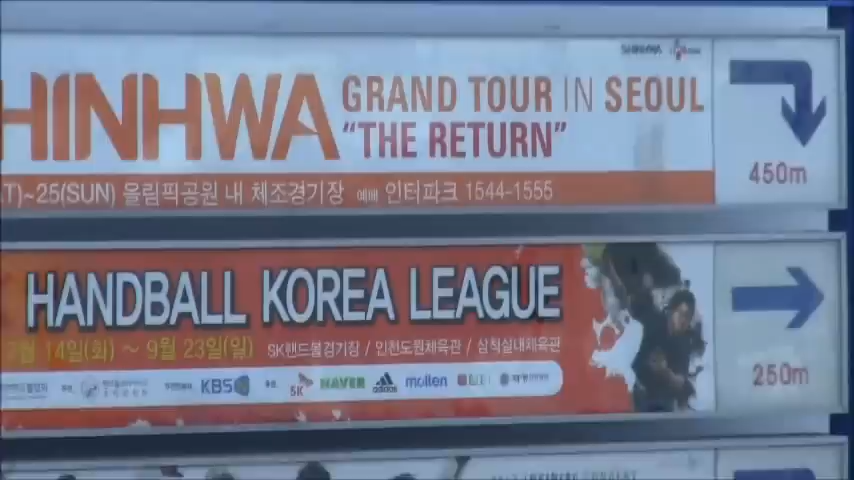 HINHWA
GRAND TOUR IN SEOUL
"THE RETURN"
SHINHWA
T)~25(SUN) 올림픽공원 내 체조경기장 예매 인터파크 1544-1555
450m
HANDBALL KOREA LEAGUE
월 14일(화) ~ 9월 23일(일) SK핸드볼경기장 / 인천도원체육관 / 삼척실내체육관
KBS SK NAVER adidas molten
250m